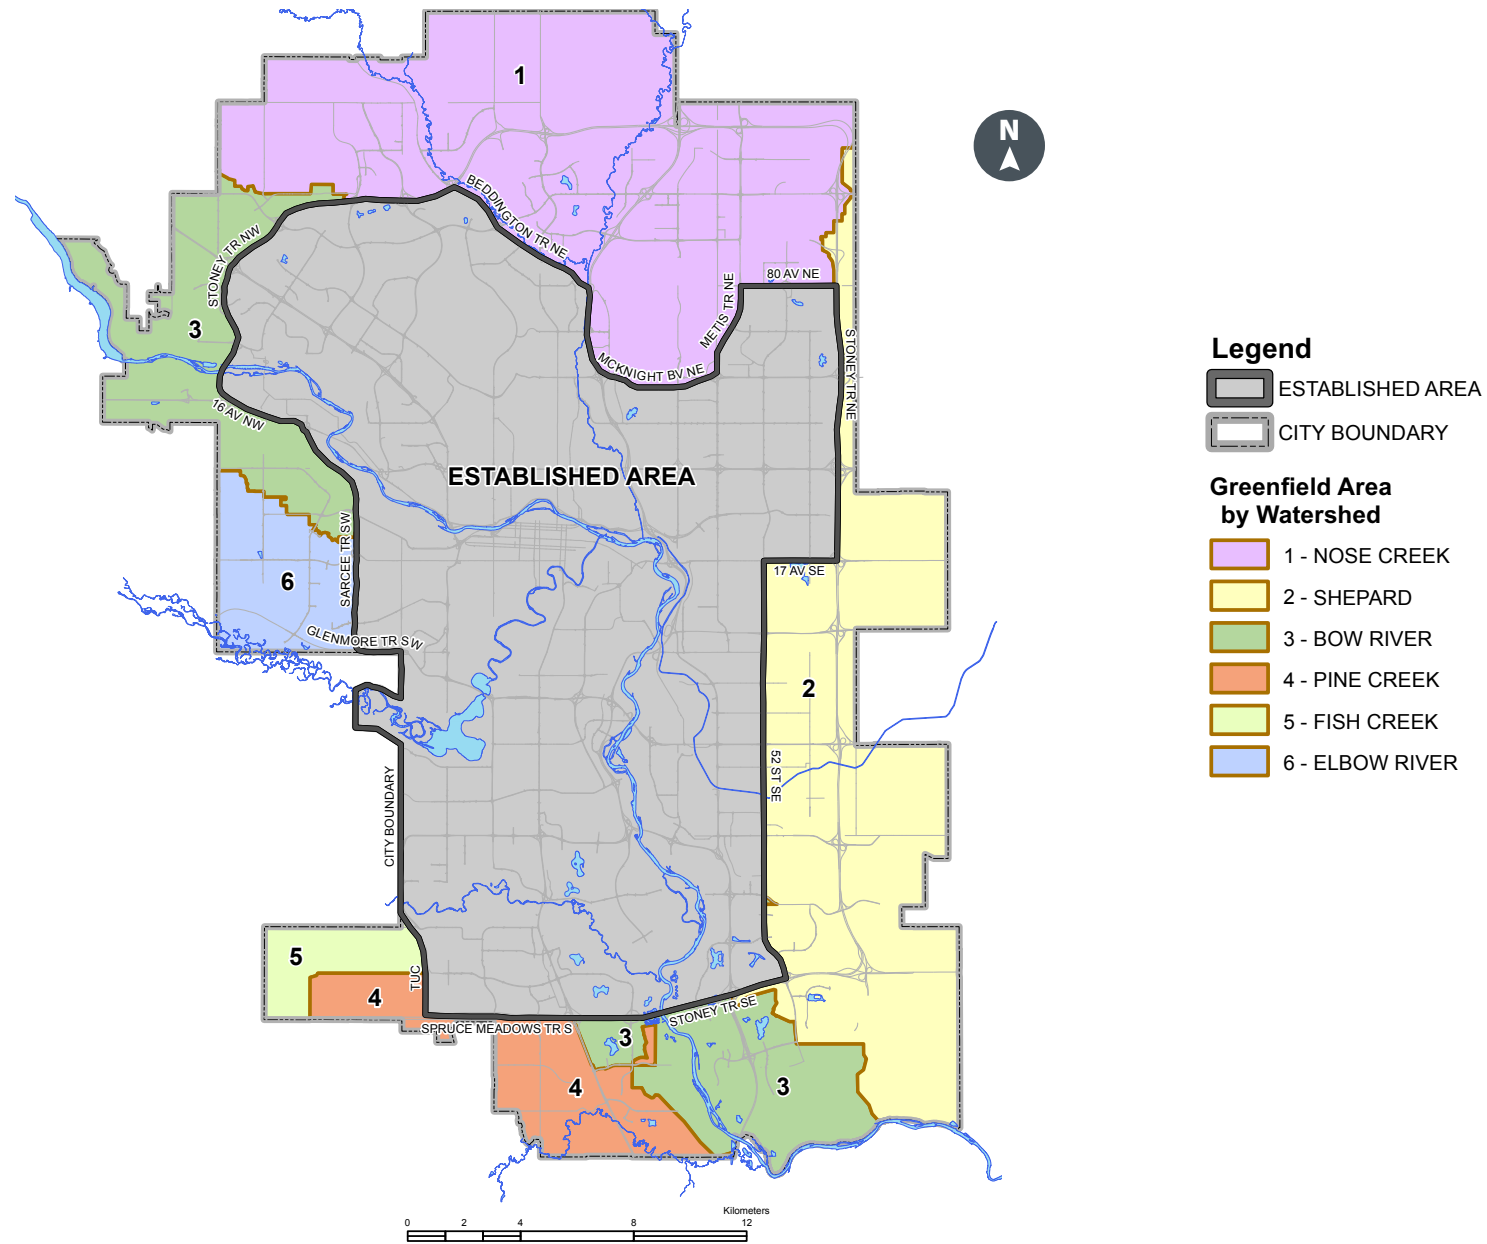 1
N
BEDDINGTON TR NE
STONEY TR NW
80 AV NE
METIS TR NE
3
STONEY TR NE
MCKNIGHT BV NE
16 AV NW
ESTABLISHED AREA
SARCEE TR SW
17 AV SE
6
GLENMORE TR SW
2
52 ST SE
CITY BOUNDARY
5
TUC
4
SPRUCE MEADOWS TR S
STONEY TR SE
3
4
3
Kilometers
0 2 4 8 12
Legend
ESTABLISHED AREA
CITY BOUNDARY
Greenfield Area
by Watershed
1 - NOSE CREEK
2 - SHEPARD
3 - BOW RIVER
4 - PINE CREEK
5 - FISH CREEK
6 - ELBOW RIVER